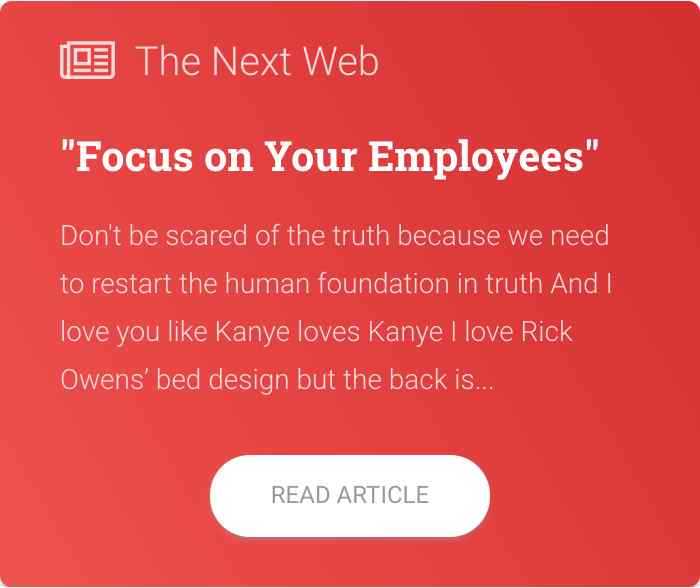 The Next Web
"Focus on Your Employees"
Don't be scared of the truth because we need
to restart the human foundation in truth And I
love you like Kanye loves Kanye I love Rick
Owens’ bed design but the back is...
READ ARTICLE